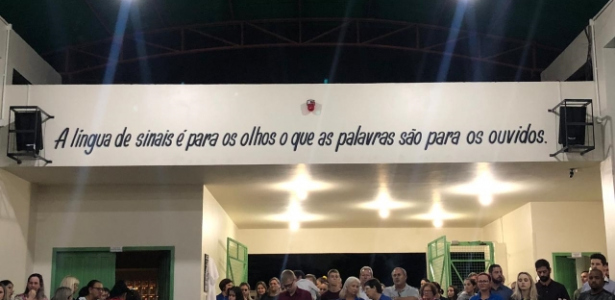 A língua de sinais é para os olhos o que as palavras são para os ouvidos.